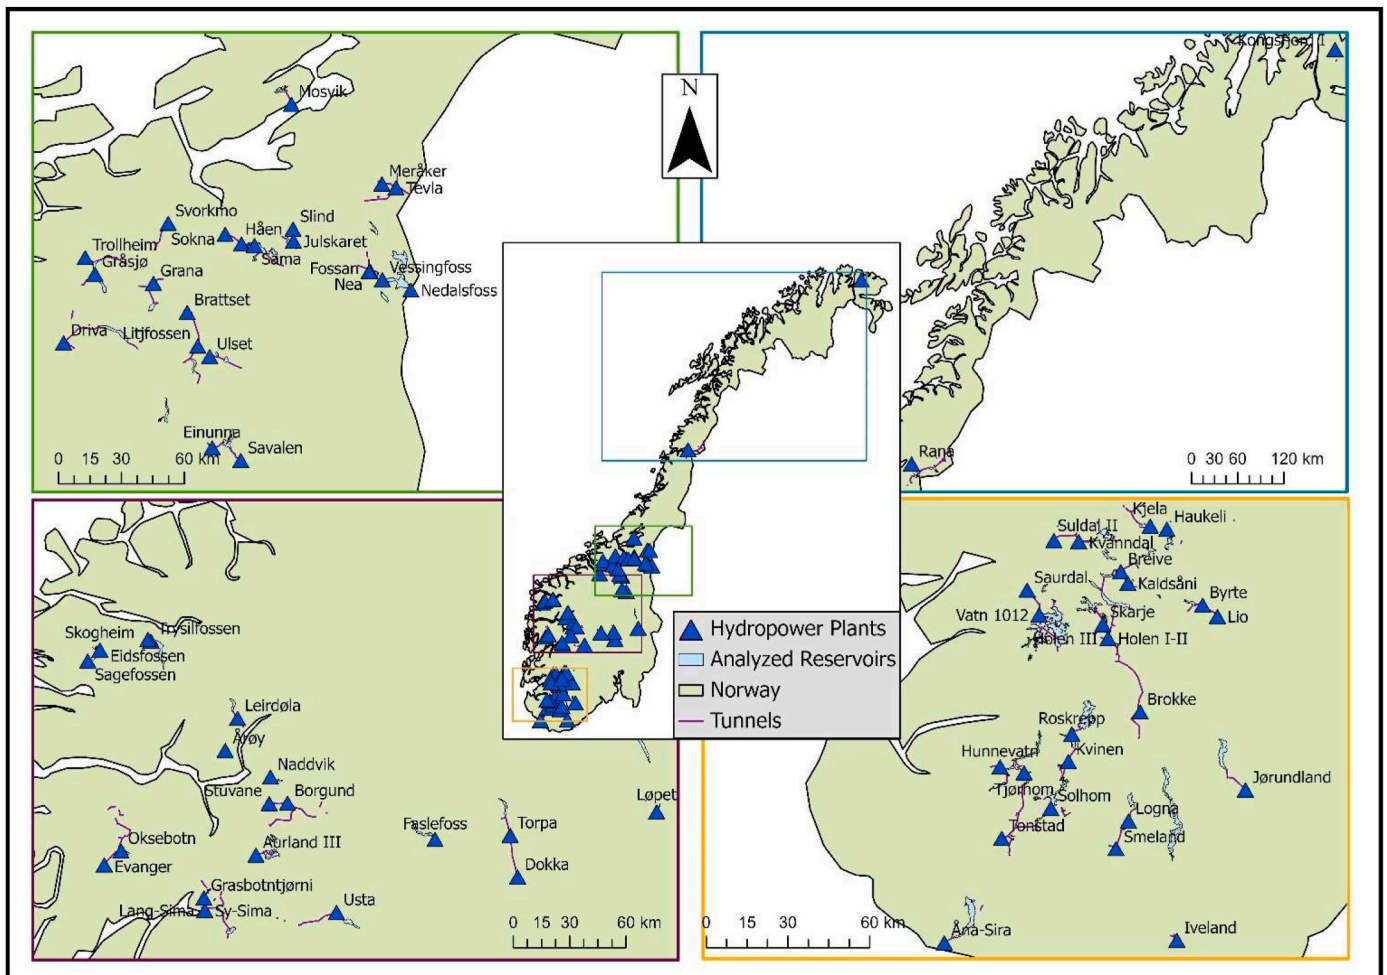 Mosvik
Meråker
Tevla
Svorkmo
Slind
Håen
Sokna
Julskaret
Sama
Trollheim
Gråsjø
Grana
Fossan
Vessingfoss
Nea
Nedalsfoss
Brattset
Driva
Litjfossen
Ulset
Einunna
Savalen
0 15 30 60 km
N
Kongsfjord I
Rana
0 30 60 120 km
Hydropower Plants
Analyzed Reservoirs
Norway
Tunnels
Skogheim
Trysilfossen
Eidsfossen
Sagefossen
Leirdøla
Årøy
Naddvik
Stuvane
Borgund
Oksebotn
Evanger
Aurland III
Faslefoss
Torpa
Løpet
Dokka
Grasbotntjørni
Lang-Sima
Sy-Sima
Usta
0 15 30 60 km
Kjela
Haukeli
Suldal II
Kvanndal
Breive
Saurdal
Kaldsåni
Byrte
Vatn 1012
Skarje
Lio
Holen III
Holen I-II
Brokke
Roskrepp
Hunnevatn
Kvinen
Tjørhom
Jørundland
Solhom
Logna
Tonstad
Smeland
Åna-Sira
Iveland
0 15 30 60 km